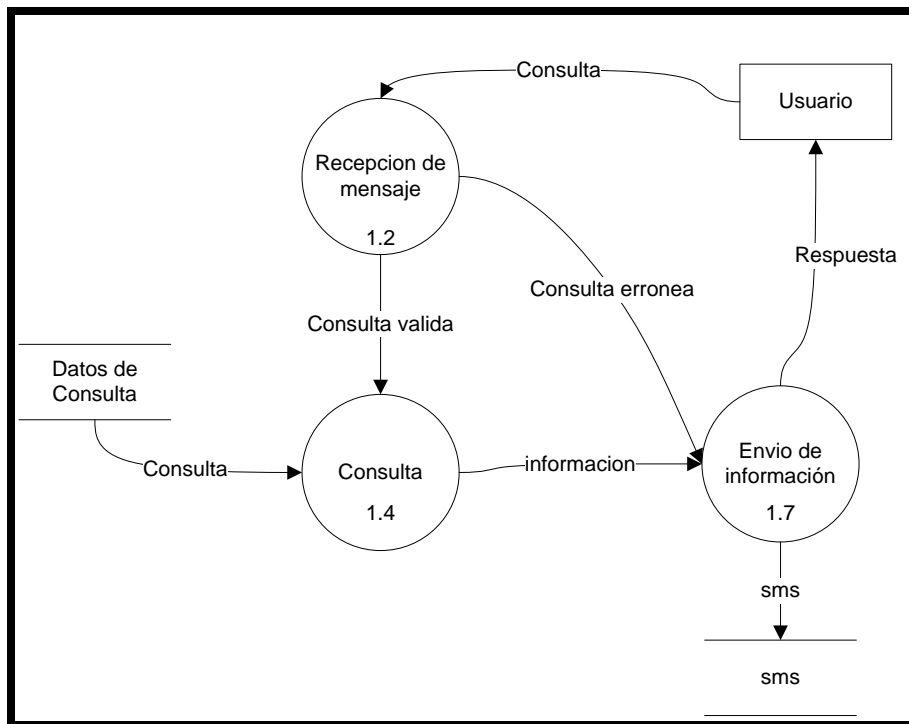 Consulta
Usuario
Recepcion de
mensaje
1.2
Respuesta
Consulta erronea
Consulta valida
Datos de
Consulta
Consulta
Consulta
1.4
informacion
Envio de
información
1.7
sms
sms